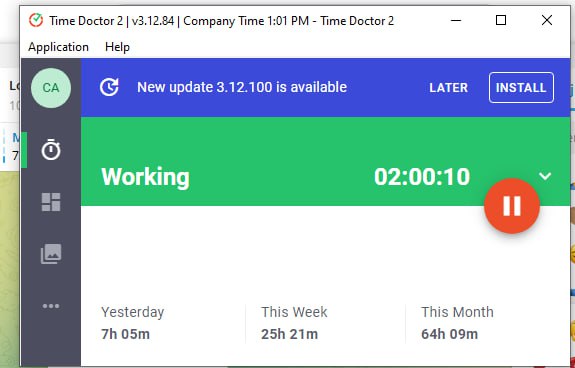 Time Doctor 2 | v3.12.84 | Company Time 1:01 PM - Time Doctor 2
Application Help
CA
New update 3.12.100 is available LATER INSTALL
Working 02:00:10
Yesterday This Week This Month
7h 05m 25h 21m 64h 09m